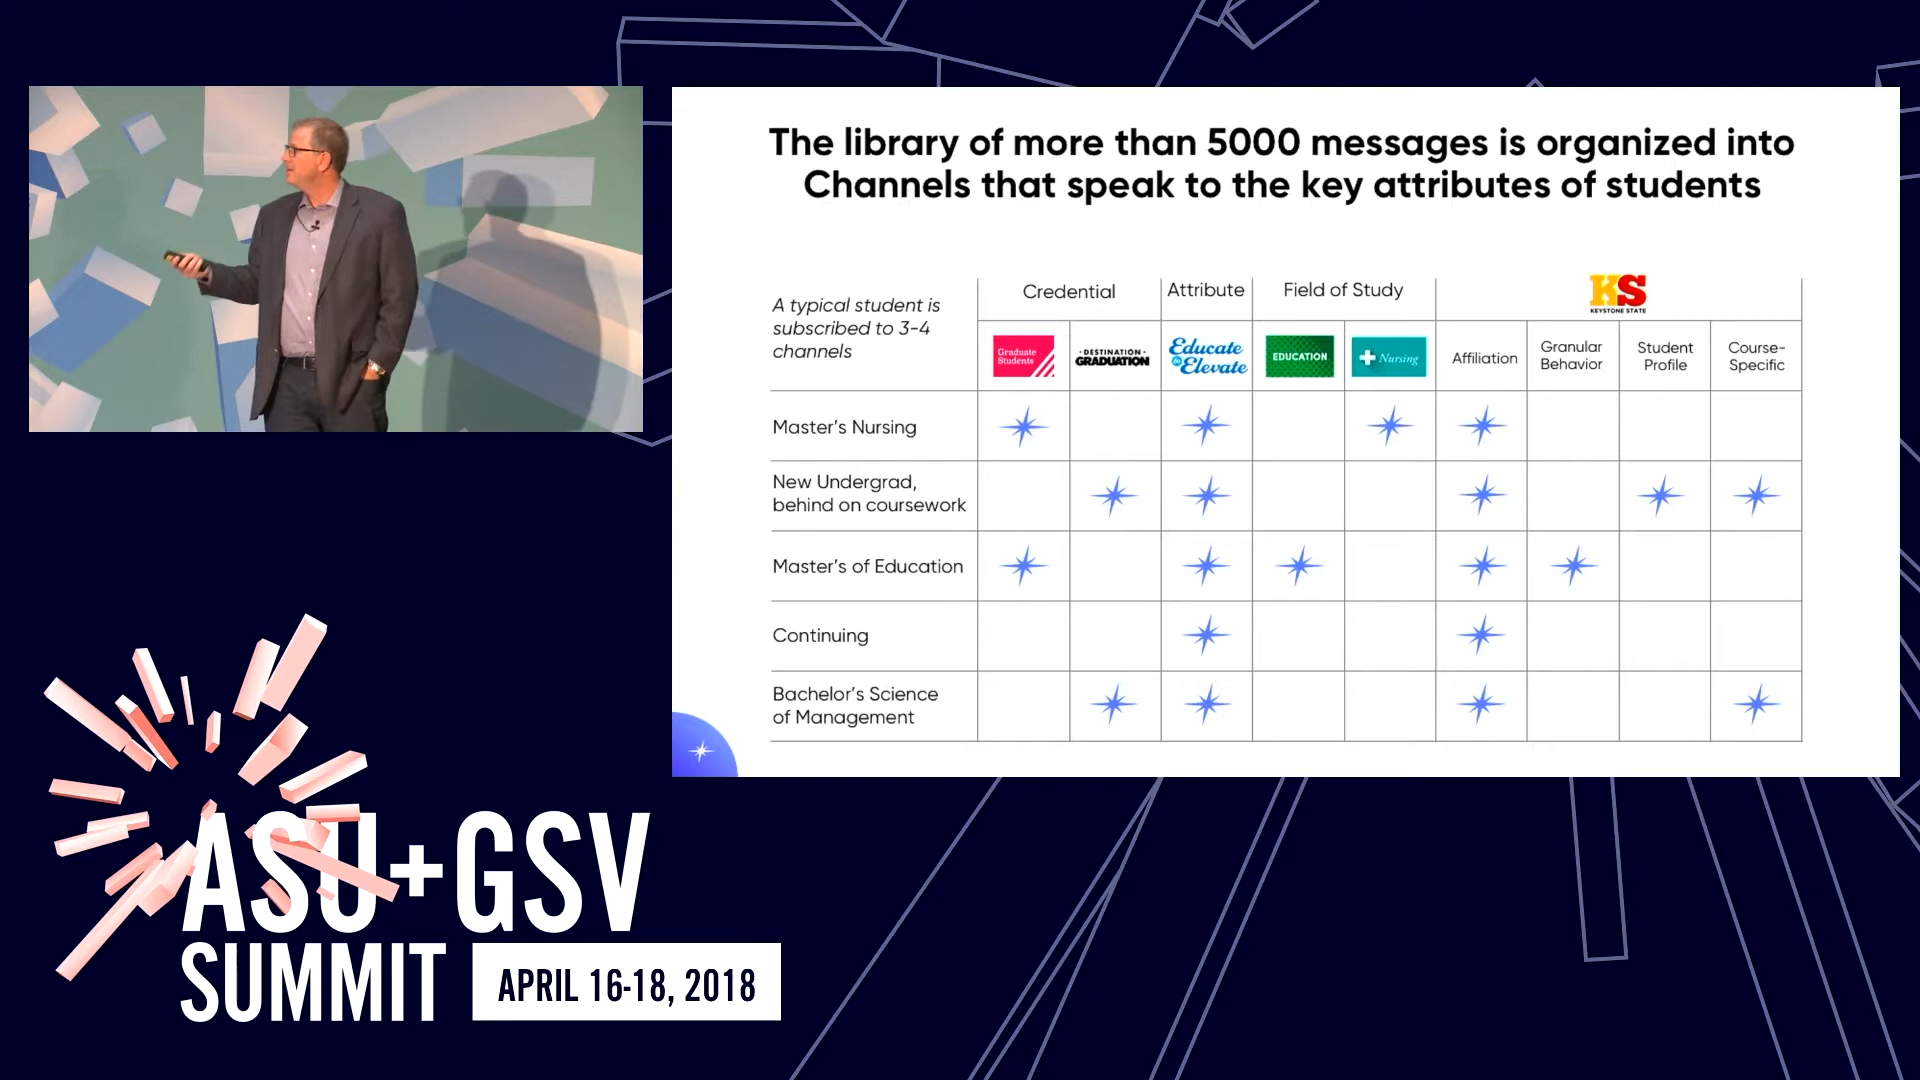 The library of more than 5000 messages is organized into
Channels that speak to the key attributes of students
A typical student is
subscribed to 3-4
channels
Credential
Attribute
Field of Study
KS
KEYSTONE STATE
Graduate
Students
• DESTINATION •
GRADUATION
Educate
to
Elevate
EDUCATION
Nursing
Affiliation
Granular
Behavior
Student
Profile
Course-
Specific
Master's Nursing
New Undergrad,
behind on coursework
Master's of Education
Continuing
Bachelor's Science
of Management
ASU+GSV
SUMMIT
APRIL 16-18, 2018